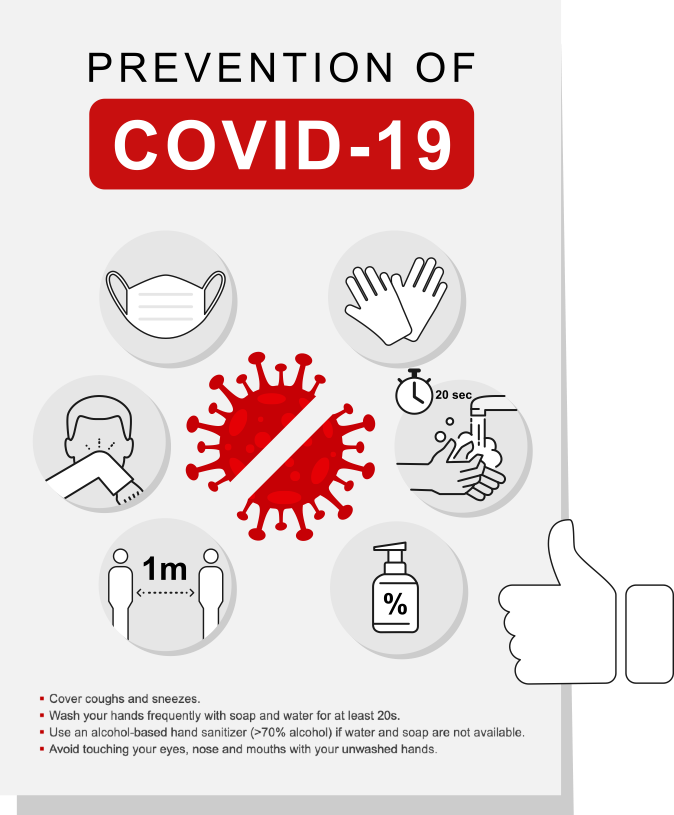 PREVENTION OF
COVID-19
20 sec
1m
%
Cover coughs and sneezes.
Wash your hands frequently with soap and water for at least 20s.
Use an alcohol-based hand sanitizer (>70% alcohol) if water and soap are not available.
Avoid touching your eyes, nose and mouths with your unwashed hands.